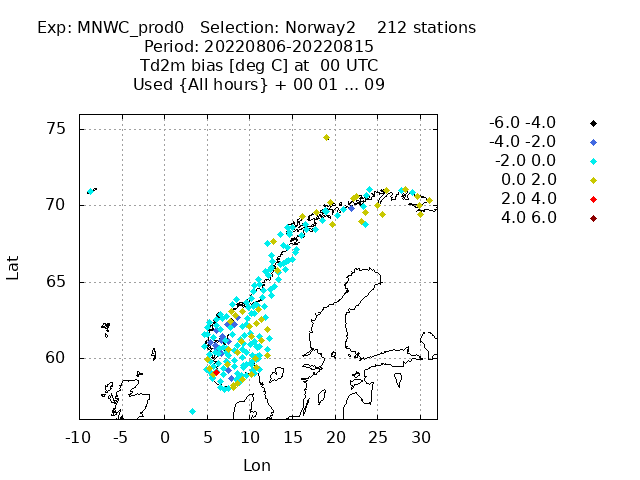 Exp: MNWC_prod0 Selection: Norway2 212 stations
Period: 20220806-20220815
Td2m bias [deg C] at 00 UTC
Used {All hours} + 00 01 ... 09
-6.0 -4.0
-4.0 -2.0
-2.0 0.0
0.0 2.0
2.0 4.0
4.0 6.0
75
70
65
60
Lat
-10 -5 0 5 10 15 20 25 30
Lon